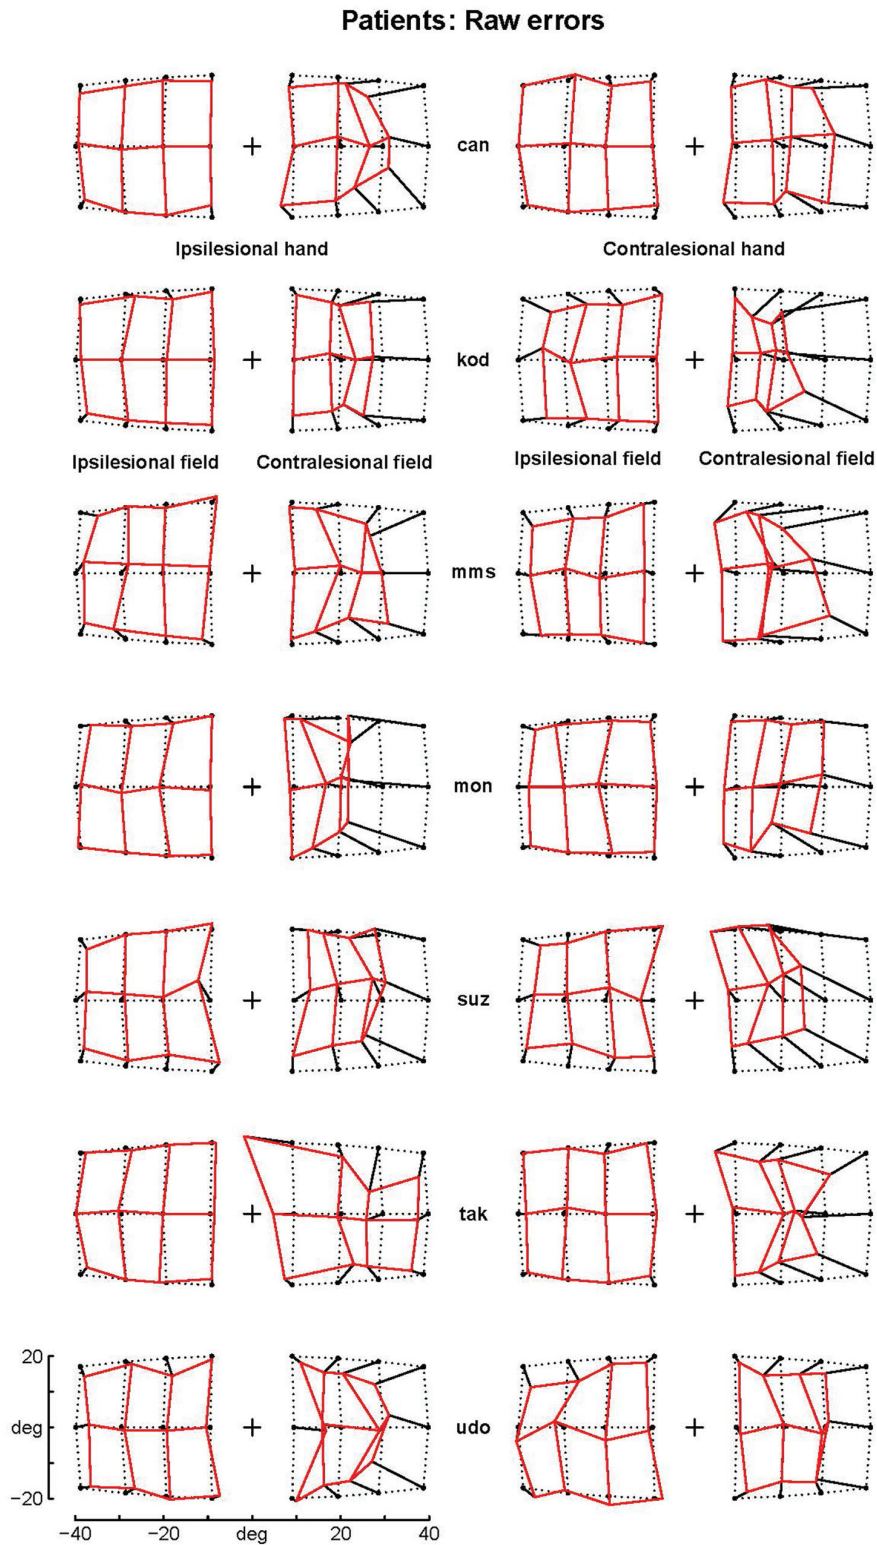 Patients: Raw errors
can
Ipsilesional hand Contralesional hand
kod
Ipsilesional field Contralesional field Ipsilesional field Contralesional field
mms
mon
suz
tak
20
deg udo
−20
−40 −20 deg 20 40